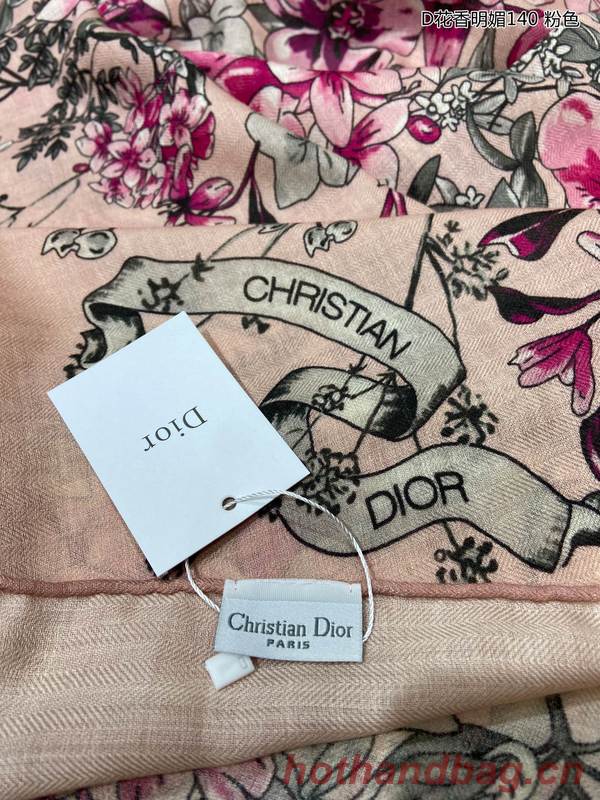 D花香明媚140 粉色
CHRISTIAN
DIOR
Dior
Christian Dior
PARIS
hothandbag.cn